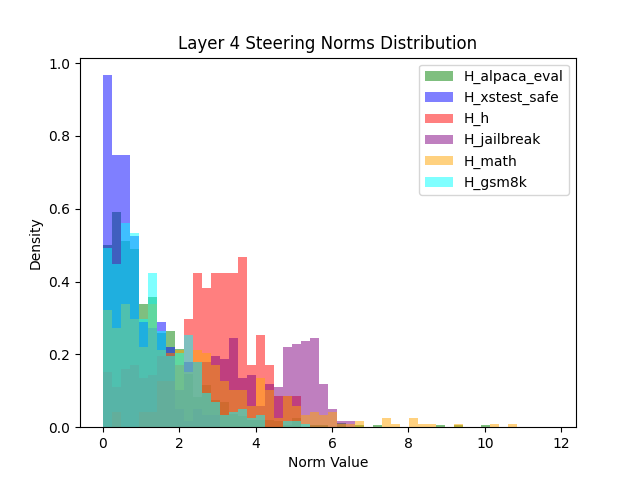 Layer 4 Steering Norms Distribution
1.0
0.8
0.6
0.4
0.2
0.0
Density
0
2
4
6
8
10
12
Norm Value
H_alpaca_eval
H_xstest_safe
H_h
H_jailbreak
H_math
H_gsm8k